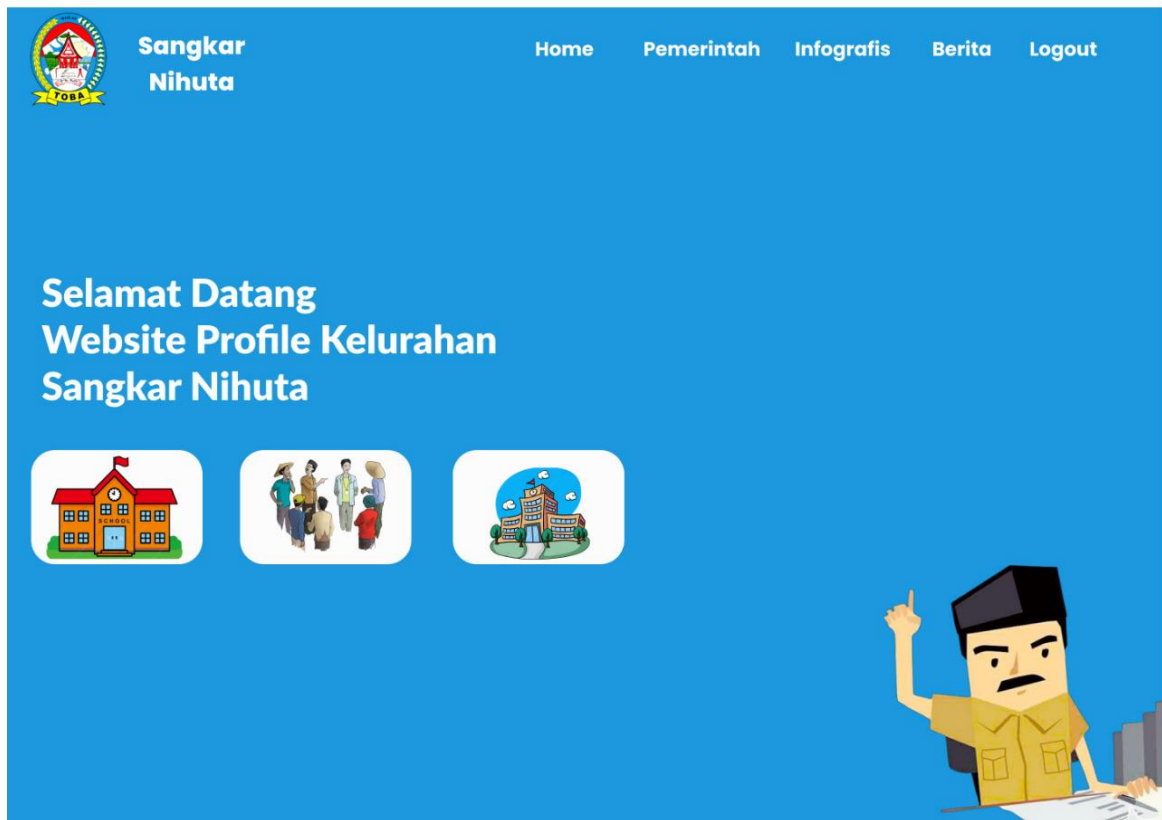 Sangkar
Nihuta
Home Pemerintah Infografis Berita Logout
TOBA
Selamat Datang
Website Profile Kelurahan
Sangkar Nihuta
SCHOOL